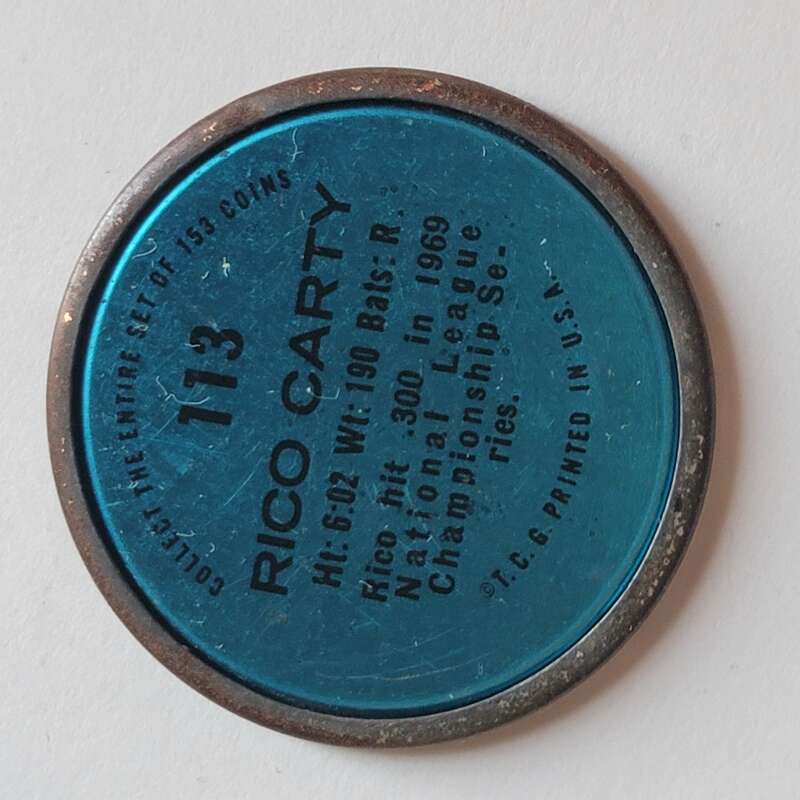 COLLECT THE ENTIRE SET OF 153 COINS
113
RICO CARTY
Ht: 6:02 Wt: 190 Bats: R.
Rico hit .300 in 1969
National League
Championship Se-
ries.
©T. C. G. PRINTED IN U.S.A.